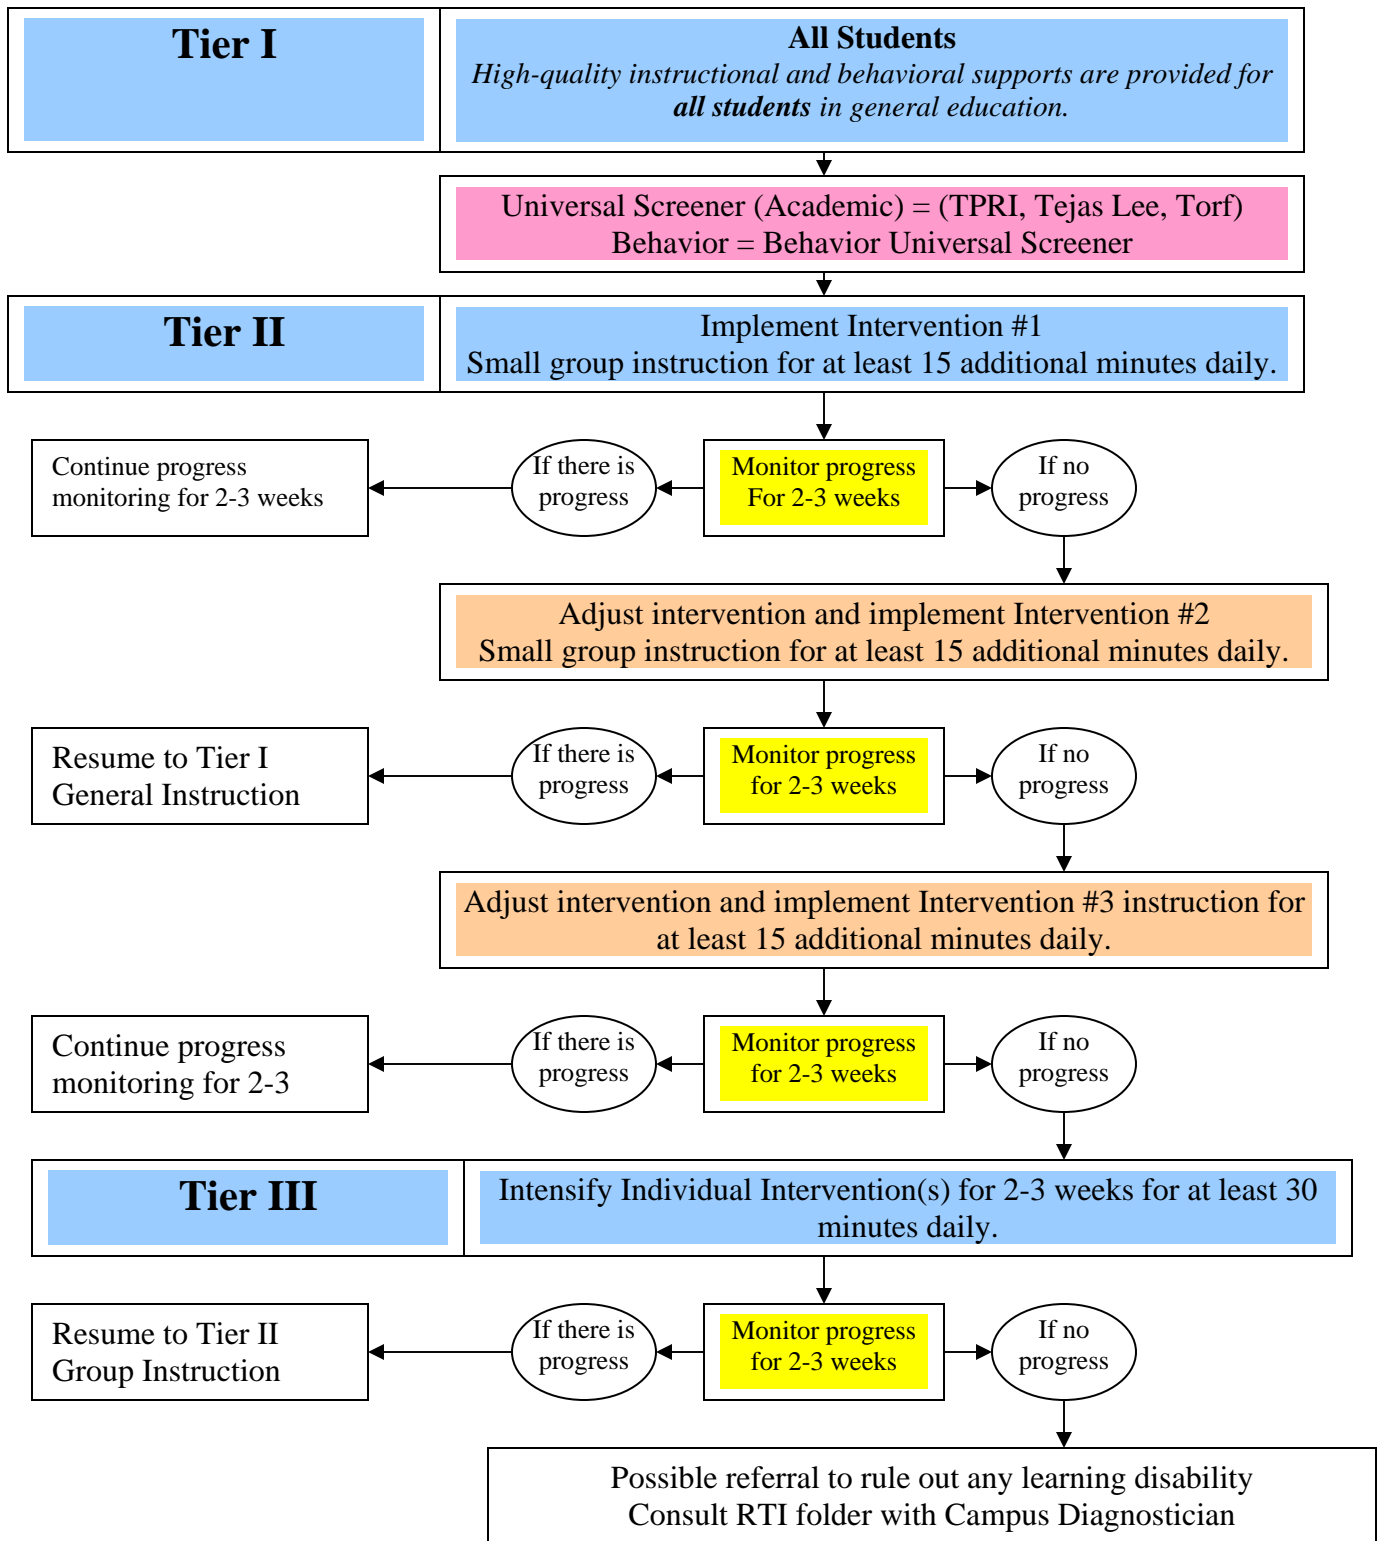 Tier I
All Students
High-quality instructional and behavioral supports are provided for
all students in general education.
Universal Screener (Academic) = (TPRI, Tejas Lee, Torf)
Behavior = Behavior Universal Screener
Tier II
Implement Intervention #1
Small group instruction for at least 15 additional minutes daily.
Continue progress
monitoring for 2-3 weeks
If there is
progress
Monitor progress
For 2-3 weeks
If no
progress
Adjust intervention and implement Intervention #2
Small group instruction for at least 15 additional minutes daily.
Resume to Tier I
General Instruction
If there is
progress
Monitor progress
for 2-3 weeks
If no
progress
Adjust intervention and implement Intervention #3 instruction for
at least 15 additional minutes daily.
Continue progress
monitoring for 2-3
If there is
progress
Monitor progress
for 2-3 weeks
If no
progress
Tier III
Intensify Individual Intervention(s) for 2-3 weeks for at least 30
minutes daily.
Resume to Tier II
Group Instruction
If there is
progress
Monitor progress
for 2-3 weeks
If no
progress
Possible referral to rule out any learning disability
Consult RTI folder with Campus Diagnostician